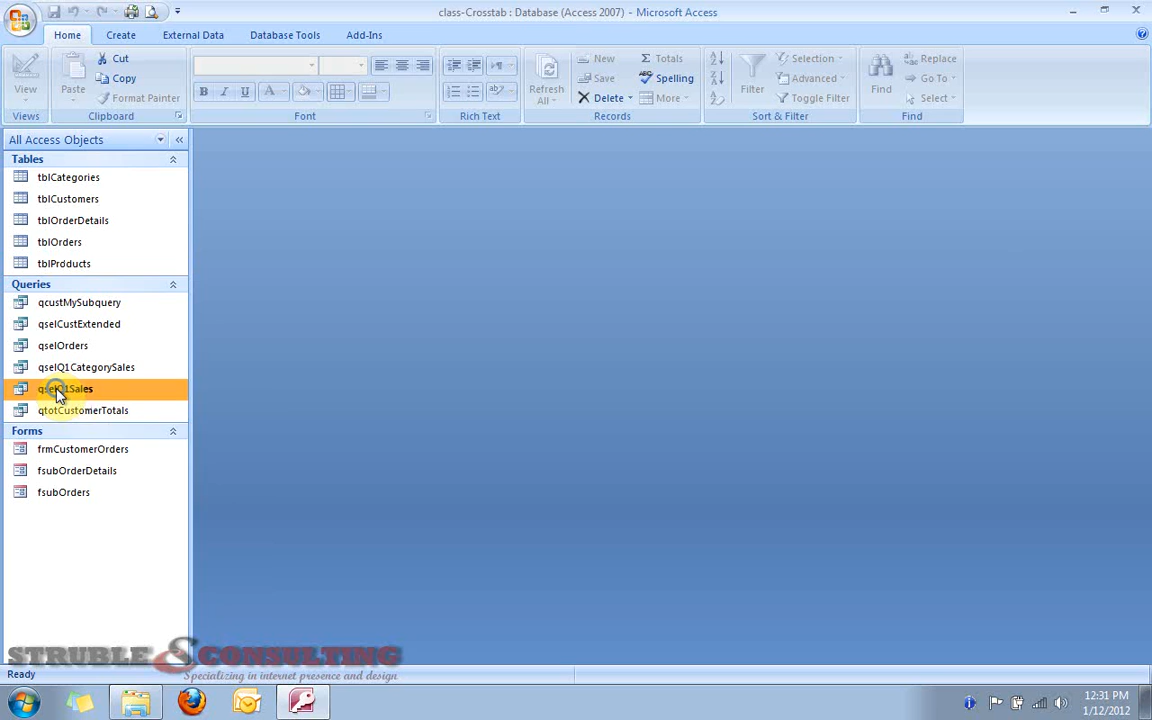 class-Crosstab : Database (Access 2007) - Microsoft Access
Home Create External Data Database Tools Add-Ins
View
Views
Paste
Cut
Copy
Format Painter
Clipboard
B I U A
Font
Rich Text
Refresh
All
New
Save
Delete
Totals
Spelling
More
Records
Filter
Selection
Advanced
Toggle Filter
Sort & Filter
Find
Replace
Go To
Select
Find
All Access Objects
Tables
tblCategories
tblCustomers
tblOrderDetails
tblOrders
tblProducts
Queries
qcustMySubquery
qselCustExtended
qselOrders
qselQ1CategorySales
qselQ1Sales
qtotCustomerTotals
Forms
frmCustomerOrders
fsubOrderDetails
fsubOrders
STRUBLE CONSULTING
Specializing in internet presence and design
Ready
12:31 PM
1/12/2012